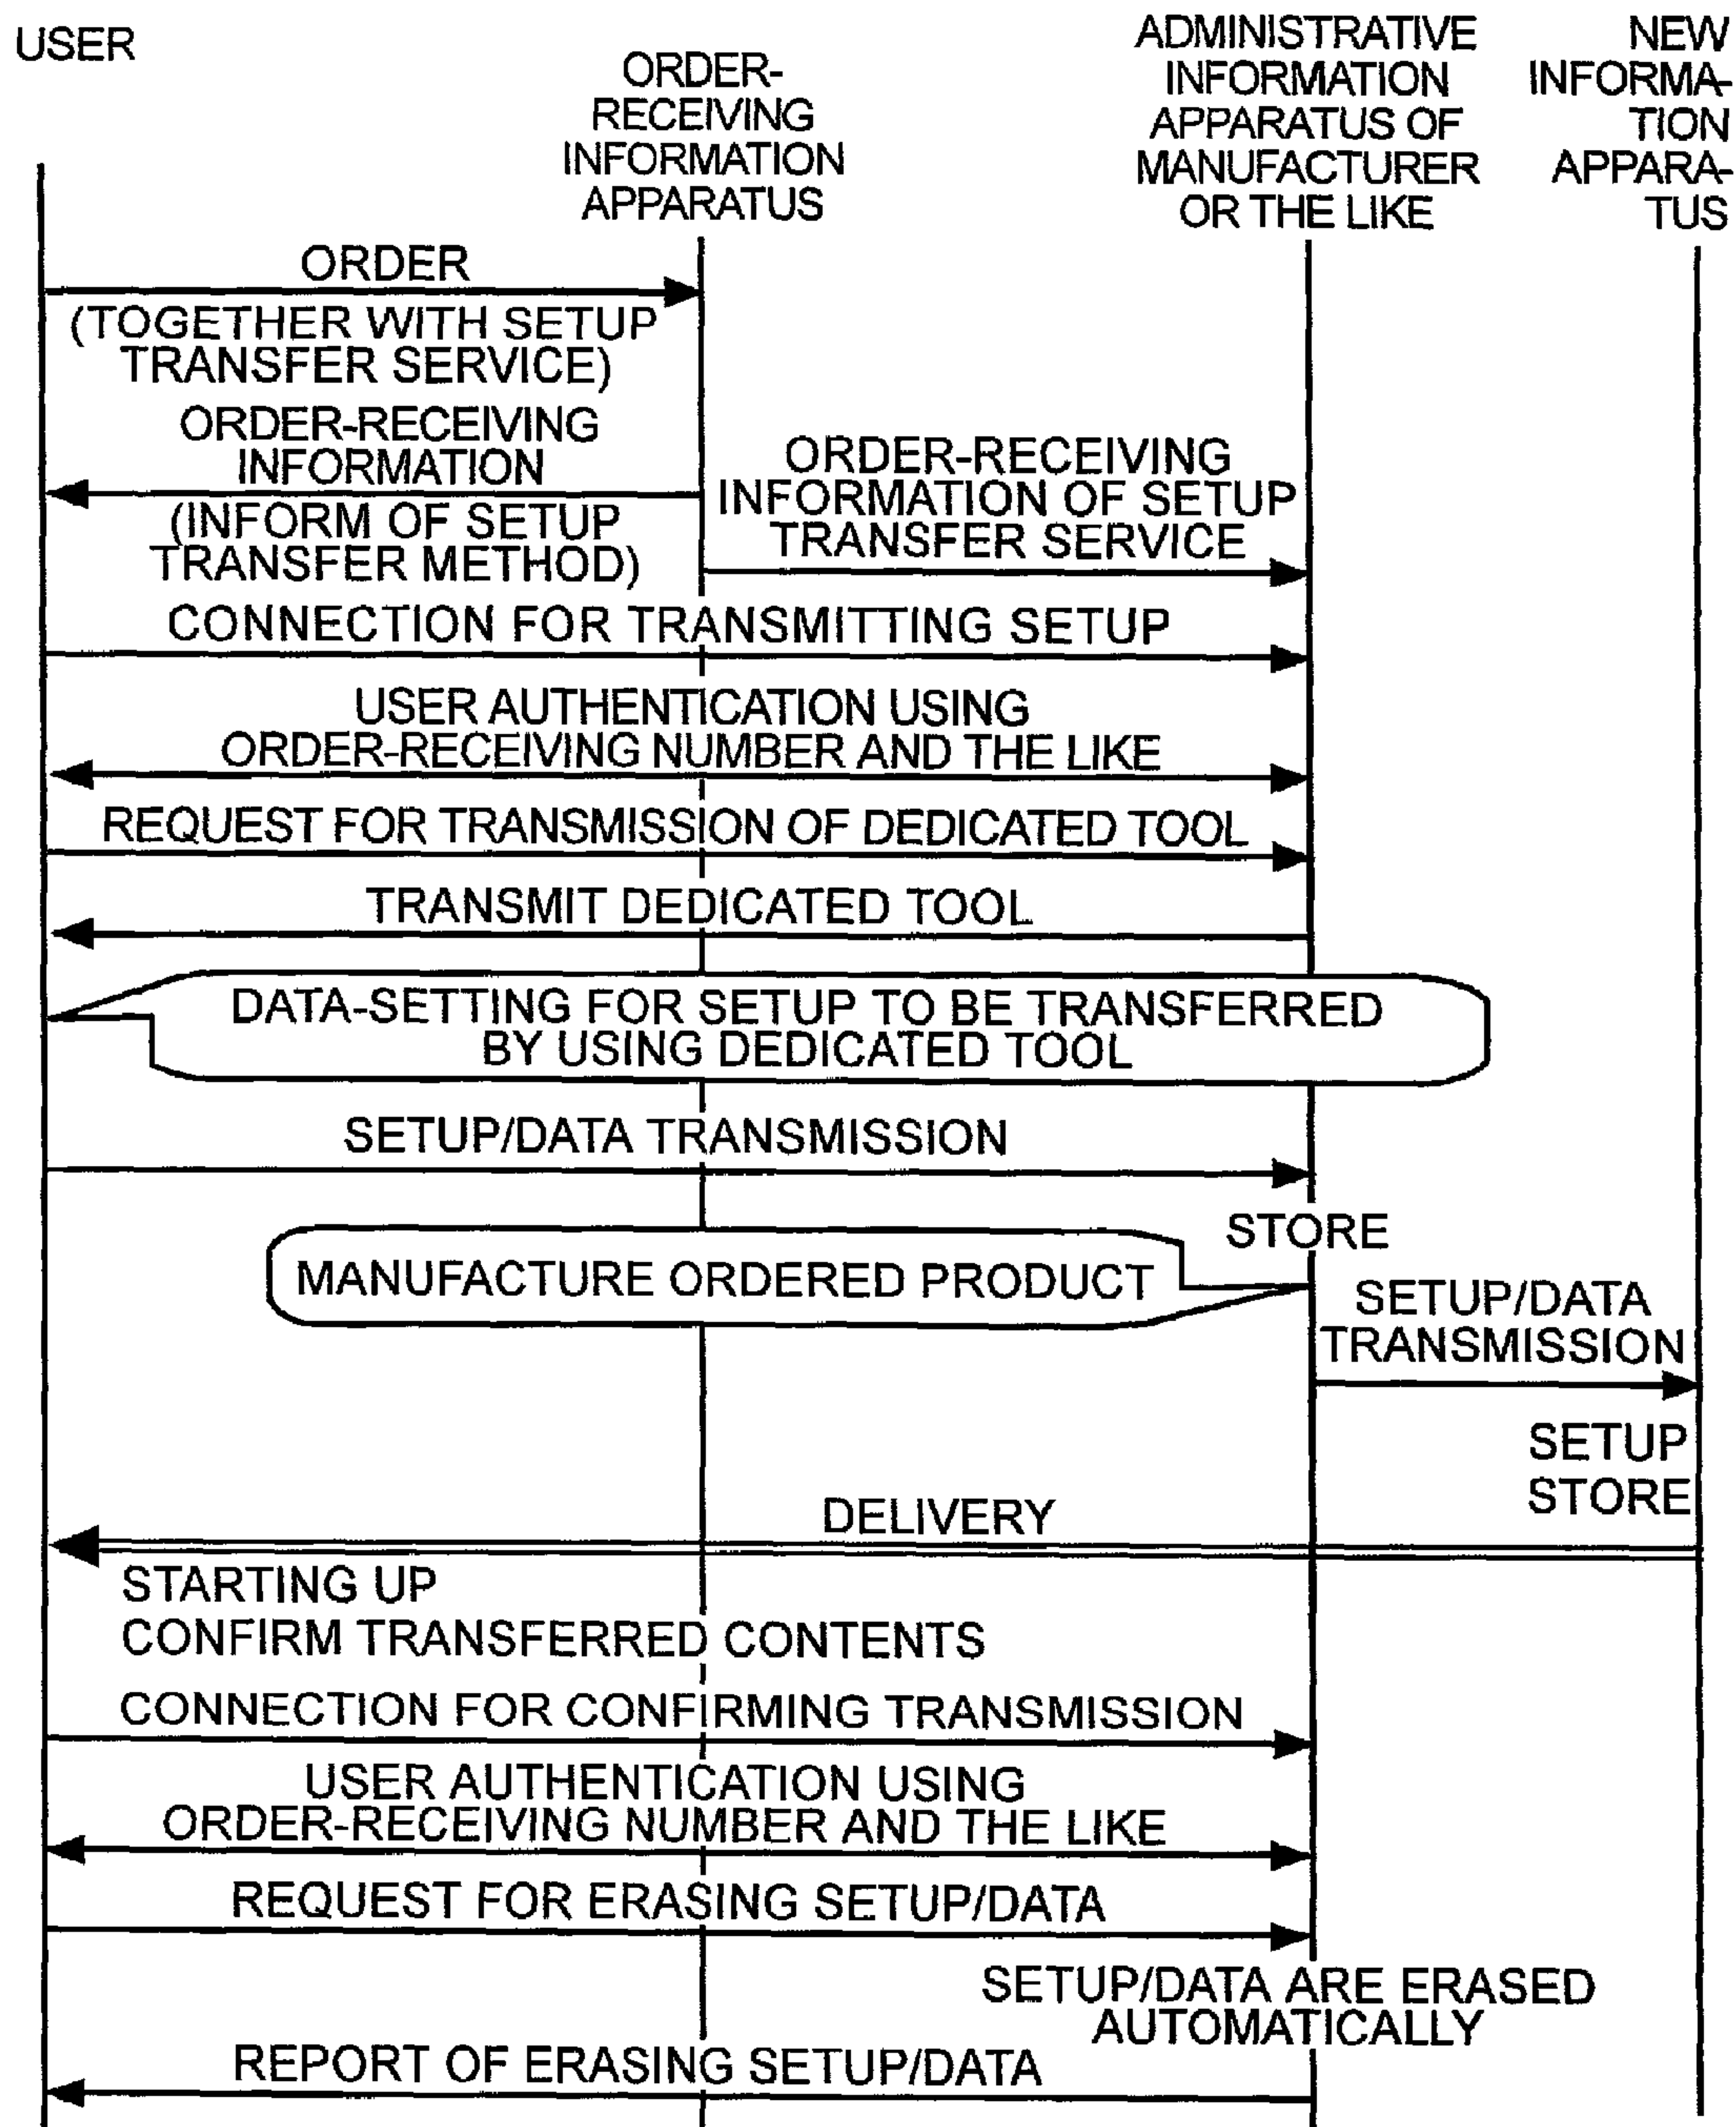 USER
ORDER-
RECEIVING
INFORMATION
APPARATUS
ADMINISTRATIVE
INFORMATION
APPARATUS OF
MANUFACTURER
OR THE LIKE
NEW
INFORMA-
TION
APPARA-
TUS
ORDER
(TOGETHER WITH SETUP
TRANSFER SERVICE)
ORDER-RECEIVING
INFORMATION
(INFORM OF SETUP
TRANSFER METHOD)
ORDER-RECEIVING
INFORMATION OF SETUP
TRANSFER SERVICE
CONNECTION FOR TRANSMITTING SETUP
USER AUTHENTICATION USING
ORDER-RECEIVING NUMBER AND THE LIKE
REQUEST FOR TRANSMISSION OF DEDICATED TOOL
TRANSMIT DEDICATED TOOL
DATA-SETTING FOR SETUP TO BE TRANSFERRED
BY USING DEDICATED TOOL
SETUP/DATA TRANSMISSION
STORE
MANUFACTURE ORDERED PRODUCT
SETUP/DATA
TRANSMISSION
SETUP
STORE
DELIVERY
STARTING UP
CONFIRM TRANSFERRED CONTENTS
CONNECTION FOR CONFIRMING TRANSMISSION
USER AUTHENTICATION USING
ORDER-RECEIVING NUMBER AND THE LIKE
REQUEST FOR ERASING SETUP/DATA
SETUP/DATA ARE ERASED
AUTOMATICALLY
REPORT OF ERASING SETUP/DATA